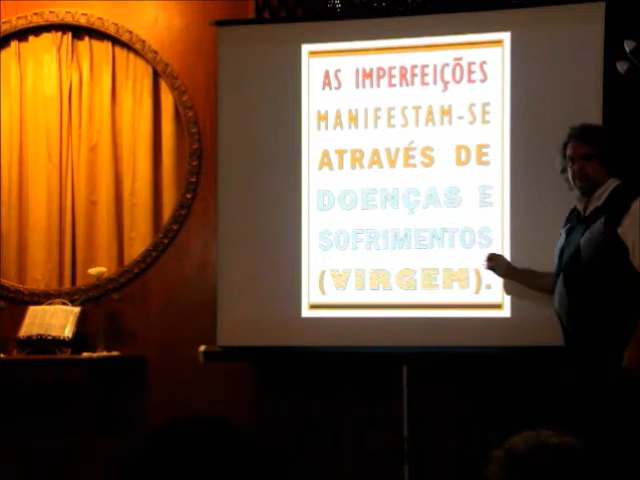 AS IMPERFEIÇÕES
MANIFESTAM-SE
ATRAVÉS DE
DOENÇAS E
SOFRIMENTOS
(VIRGEM).